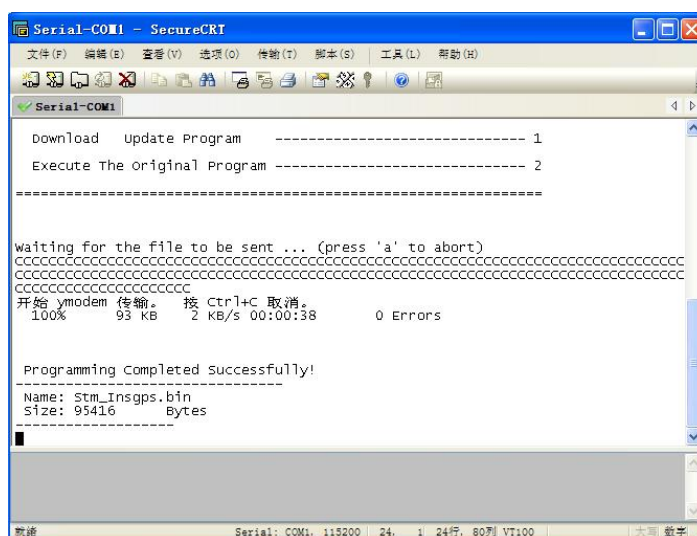 Serial-COM1 - SecureCRT
文件(F) 编辑(E) 查看(V) 选项(O) 传输(T) 脚本(S) 工具(L) 帮助(H)
Serial-COM1
Download Update Program ------------------------------ 1
Execute The Original Program ------------------------------ 2
==============================================================
Waiting for the file to be sent ... (press 'a' to abort)
CCCCCCCCCCCCCCCCCCCCCCCCCCCCCCCCCCCCCCCCCCCCCCCCCCCCCCCCCCCCCCCCCCCCCCCCCCCCCCCC
CCCCCCCCCCCCCCCCCCCCCCCCCCCCCCCCCCCCCCCCCCCCCCCCCCCCCCCCCCCCCCCCCCCCCCCCCCCCCCCC
CCCCCCCCCCCCCCCCCCCCC
开始 ymodem 传输。 按 Ctrl+C 取消。
100% 93 KB 2 KB/s 00:00:38 0 Errors
Programming Completed Successfully!
--------------------------------
Name: Stm_Insgps.bin
Size: 95416 Bytes
-------------------
就绪 Serial: COM1, 115200 24, 1 24行, 80列 VT100 大写 数字